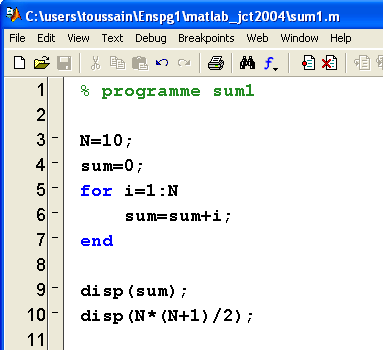 C:\users\toussain\Enspg1\matlab_jct2004\sum1.m
File Edit View Text Debug Breakpoints Web Window Help
1 % programme sum1
2
3 - N=10;
4 - sum=0;
5 - for i=1:N
6 - sum=sum+i;
7 - end
8
9 - disp(sum);
10 - disp(N*(N+1)/2);
11